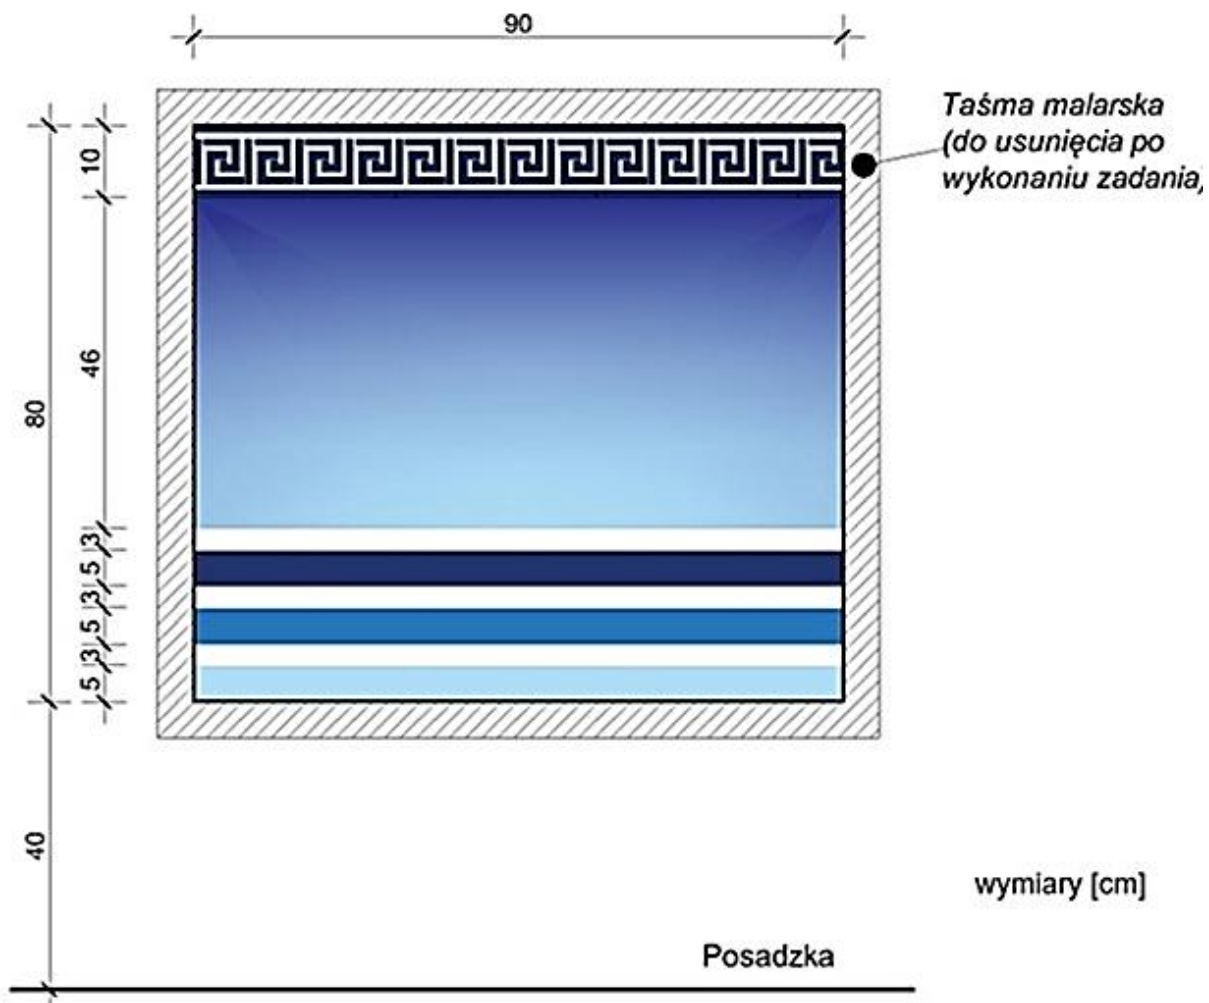 90
Taśma malarska
(do usunięcia po
wykonaniu zadania)
10
46
80
3
5
3
5
3
5
40
wymiary [cm]
Posadzka